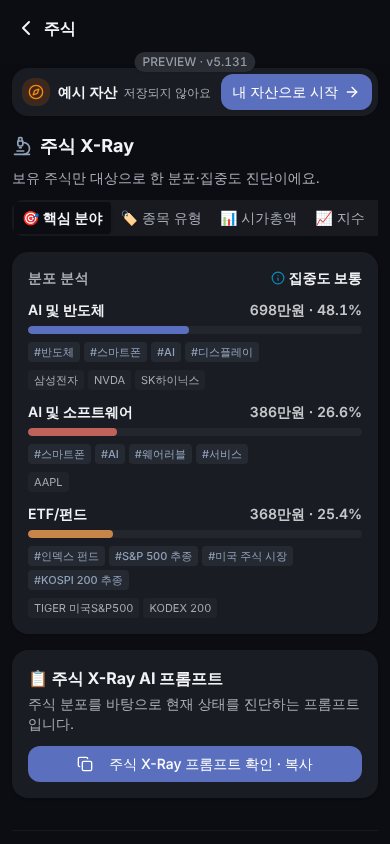 주식
PREVIEW · v5.131
예시 자산 저장되지 않아요
내 자산으로 시작 →
주식 X-Ray
보유 주식만 대상으로 한 분포·집중도 진단이에요.
🎯 핵심 분야 🏷️ 종목 유형 📊 시가총액 📈 지수
분포 분석 집중도 보통
AI 및 반도체 698만원 · 48.1%
#반도체 #스마트폰 #AI #디스플레이
삼성전자 NVDA SK하이닉스
AI 및 소프트웨어 386만원 · 26.6%
#스마트폰 #AI #웨어러블 #서비스
AAPL
ETF/펀드 368만원 · 25.4%
#인덱스 펀드 #S&P 500 추종 #미국 주식 시장
#KOSPI 200 추종
TIGER 미국S&P500 KODEX 200
📋 주식 X-Ray AI 프롬프트
주식 분포를 바탕으로 현재 상태를 진단하는 프롬프트
입니다.
주식 X-Ray 프롬프트 확인 · 복사